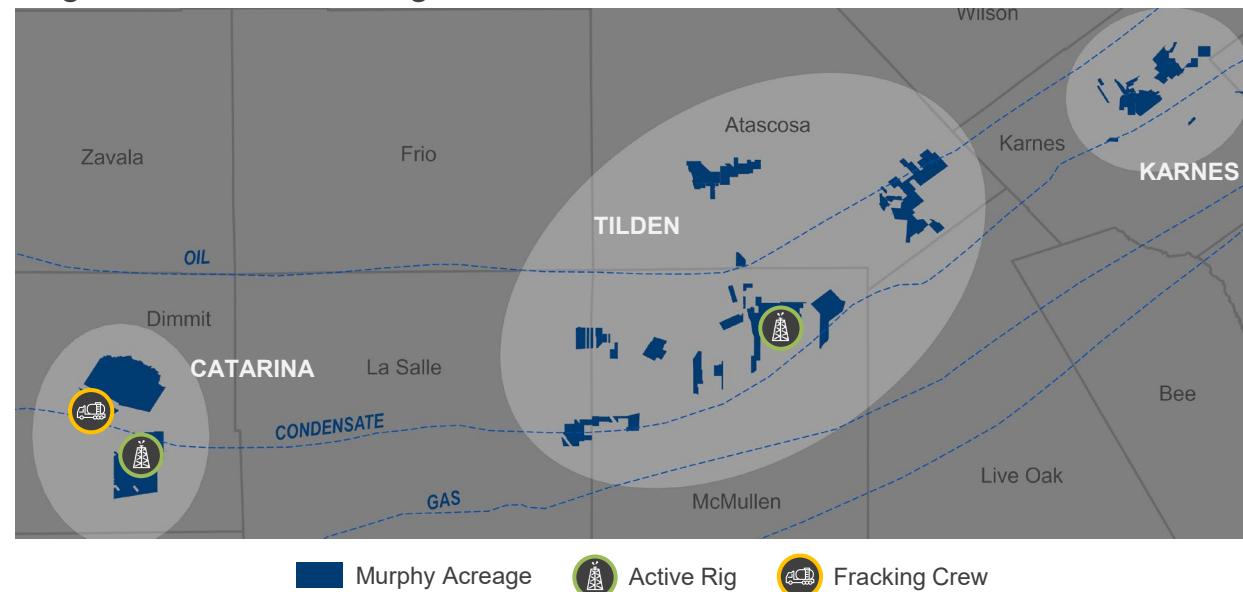 Wilson
Atascosa
Zavala
Frio
Karnes
KARNES
TILDEN
OIL
Dimmit
CATARINA
La Salle
CONDENSATE
Bee
GAS
McMullen
Live Oak
Murphy Acreage
Active Rig
Fracking Crew